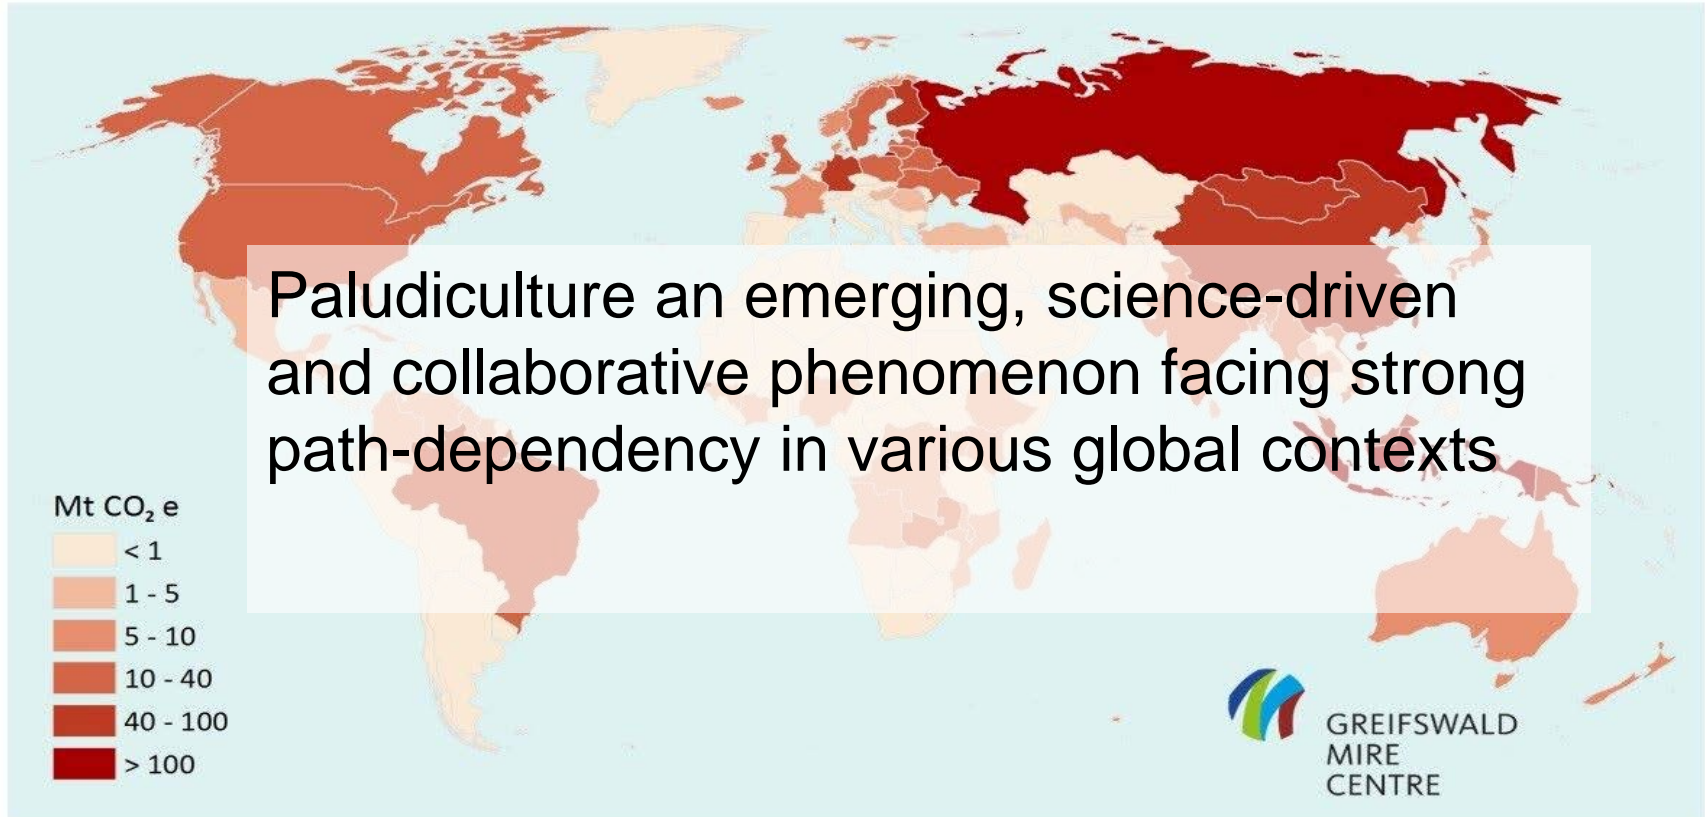 Paludiculture an emerging, science-driven
and collaborative phenomenon facing strong
path-dependency in various global contexts
Mt CO₂ e
< 1
1 - 5
5 - 10
10 - 40
40 - 100
> 100
GREIFSWALD
MIRE
CENTRE